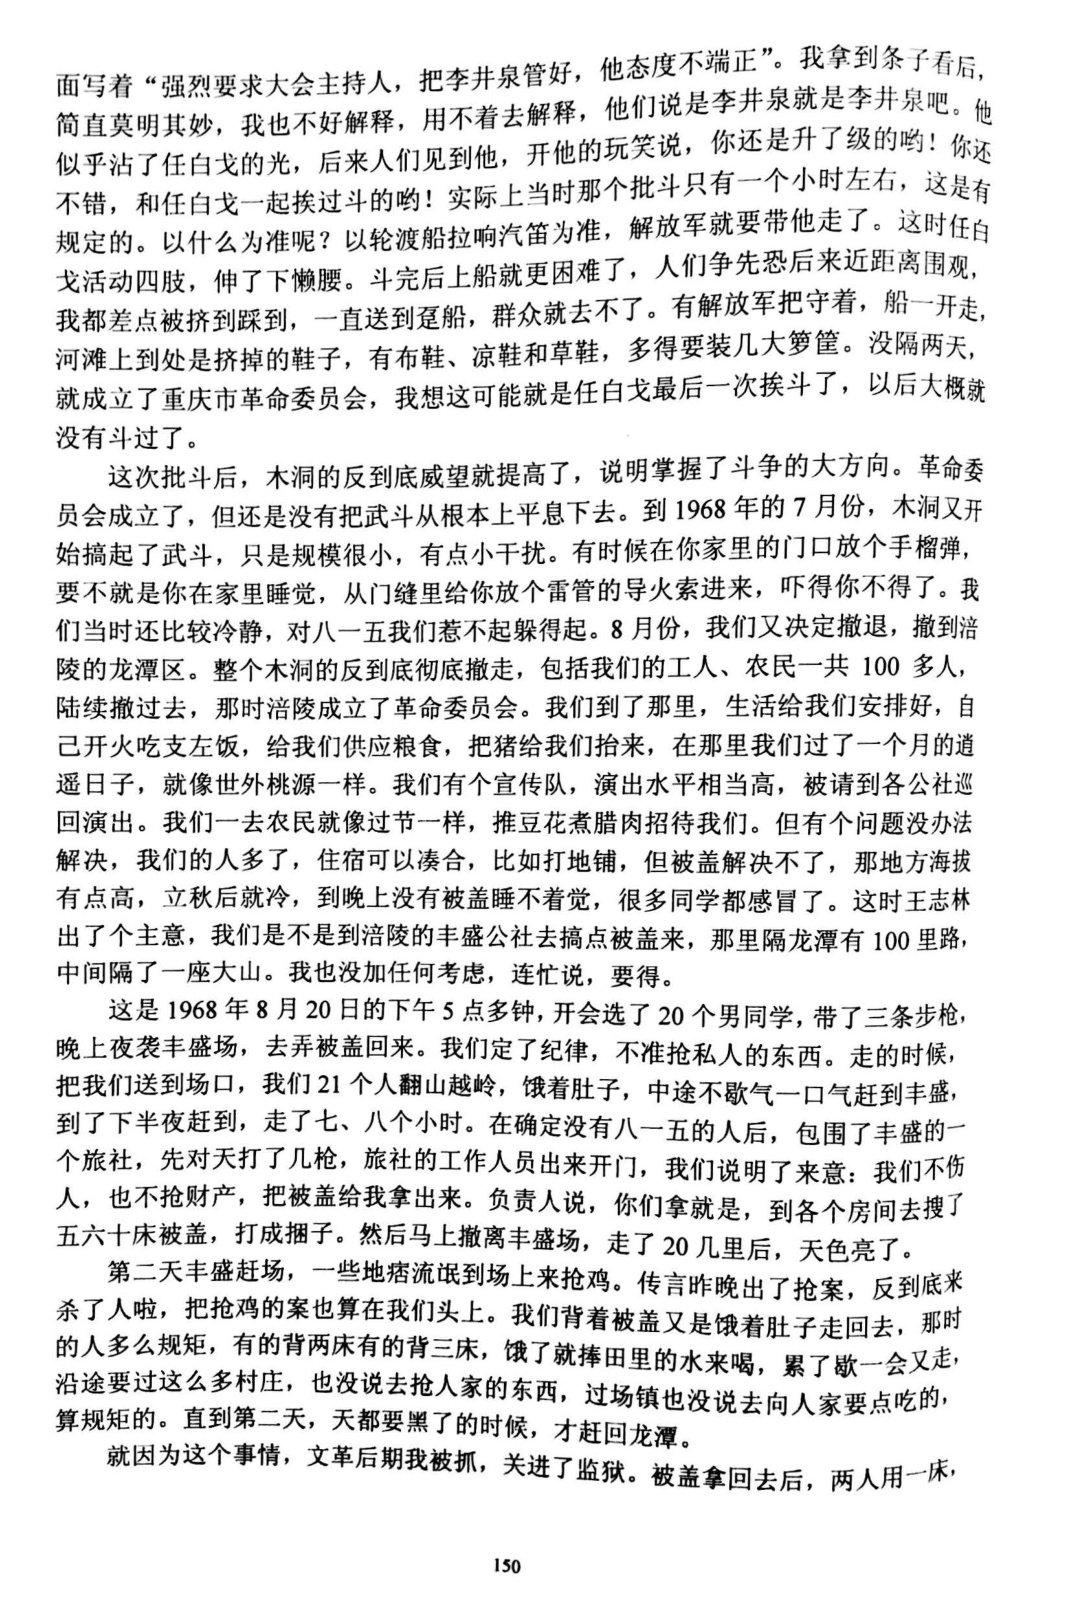 面写着“强烈要求大会主持人，把李井泉管好，他态度不端正”。我拿到条子看后，
简直莫明其妙，我也不好解释，用不着去解释，他们说是李井泉就是李井泉吧。他
似乎沾了任白戈的光，后来人们见到他，开他的玩笑说，你还是升了级的哟！你还
不错，和任白戈一起挨过斗的哟！实际上当时那个批斗只有一个小时左右，这是有
规定的。以什么为准呢？以轮渡船拉响汽笛为准，解放军就要带他走了。这时任白
戈活动四肢，伸了下懒腰。斗完后上船就更困难了，人们争先恐后来近距离围观，
我都差点被挤到踩到，一直送到趸船，群众就去不了。有解放军把守着，船一开走，
河滩上到处是挤掉的鞋子，有布鞋、凉鞋和草鞋，多得要装几大箩筐。没隔两天，
就成立了重庆市革命委员会，我想这可能就是任白戈最后一次挨斗了，以后大概就
没有斗过了。
这次批斗后，木洞的反到底威望就提高了，说明掌握了斗争的大方向。革命委
员会成立了，但还是没有把武斗从根本上平息下去。到 1968 年的 7 月份，木洞又开
始搞起了武斗，只是规模很小，有点小干扰。有时候在你家里的门口放个手榴弹，
要不就是你在家里睡觉，从门缝里给你放个雷管的导火索进来，吓得你不得了。我
们当时还比较冷静，对八一五我们惹不起躲得起。8 月份，我们又决定撤退，撤到涪
陵的龙潭区。整个木洞的反到底彻底撤走，包括我们的工人、农民一共 100 多人，
陆续撤过去，那时涪陵成立了革命委员会。我们到了那里，生活给我们安排好，自
己开火吃支左饭，给我们供应粮食，把猪给我们抬来，在那里我们过了一个月的逍
遥日子，就像世外桃源一样。我们有个宣传队，演出水平相当高，被请到各公社巡
回演出。我们一去农民就像过节一样，推豆花煮腊肉招待我们。但有个问题没办法
解决，我们的人多了，住宿可以凑合，比如打地铺，但被盖解决不了，那地方海拔
有点高，立秋后就冷，到晚上没有被盖睡不着觉，很多同学都感冒了。这时王志林
出了个主意，我们是不是到涪陵的丰盛公社去搞点被盖来，那里隔龙潭有 100 里路，
中间隔了一座大山。我也没加任何考虑，连忙说，要得。
这是 1968 年 8 月 20 日的下午 5 点多钟，开会选了 20 个男同学，带了三条步枪，
晚上夜袭丰盛场，去弄被盖回来。我们定了纪律，不准抢私人的东西。走的时候，
把我们送到场口，我们 21 个人翻山越岭，饿着肚子，中途不歇气一口气赶到丰盛，
到了下半夜赶到，走了七、八个小时。在确定没有八一五的人后，包围了丰盛的一
个旅社，先对天打了几枪，旅社的工作人员出来开门，我们说明了来意：我们不伤
人，也不抢财产，把被盖给我拿出来。负责人说，你们拿就是，到各个房间去搜了
五六十床被盖，打成捆子。然后马上撤离丰盛场，走了 20 几里后，天色亮了。
第二天丰盛赶场，一些地痞流氓到场上来抢鸡。传言昨晚出了抢案，反到底来
杀了人啦，把抢鸡的案也算在我们头上。我们背着被盖又是饿着肚子走回去，那时
的人多么规矩，有的背两床有的背三床，饿了就捧田里的水来喝，累了歇一会又走，
沿途要过这么多村庄，也没说去抢人家的东西，过场镇也没说去向人家要点吃的，
算规矩的。直到第二天，天都要黑了的时候，才赶回龙潭。
就因为这个事情，文革后期我被抓，关进了监狱。被盖拿回去后，两人用一床，
150